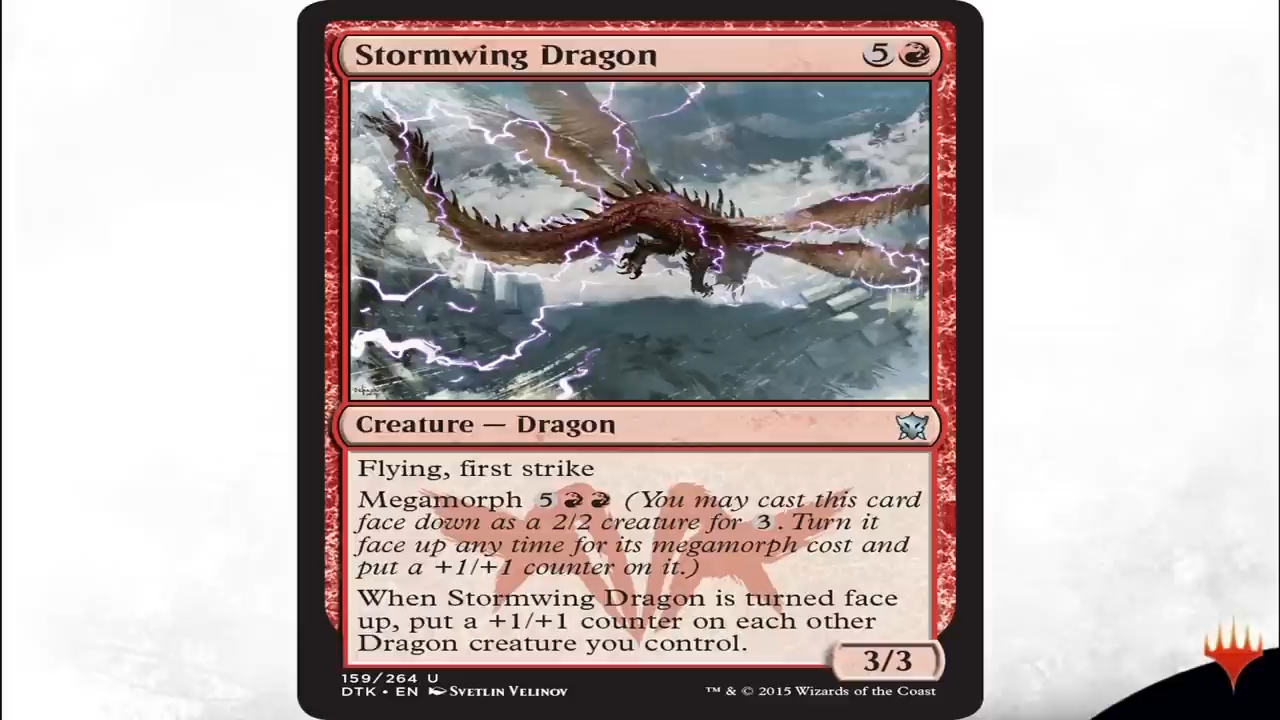 Stormwing Dragon 5
Creature — Dragon
Flying, first strike
Megamorph 5 (You may cast this card
face down as a 2/2 creature for 3. Turn it
face up any time for its megamorph cost and
put a +1/+1 counter on it.)
When Stormwing Dragon is turned face
up, put a +1/+1 counter on each other
Dragon creature you control.
3/3
159/264 U
DTK • EN Svetlin Velinov
™ & © 2015 Wizards of the Coast